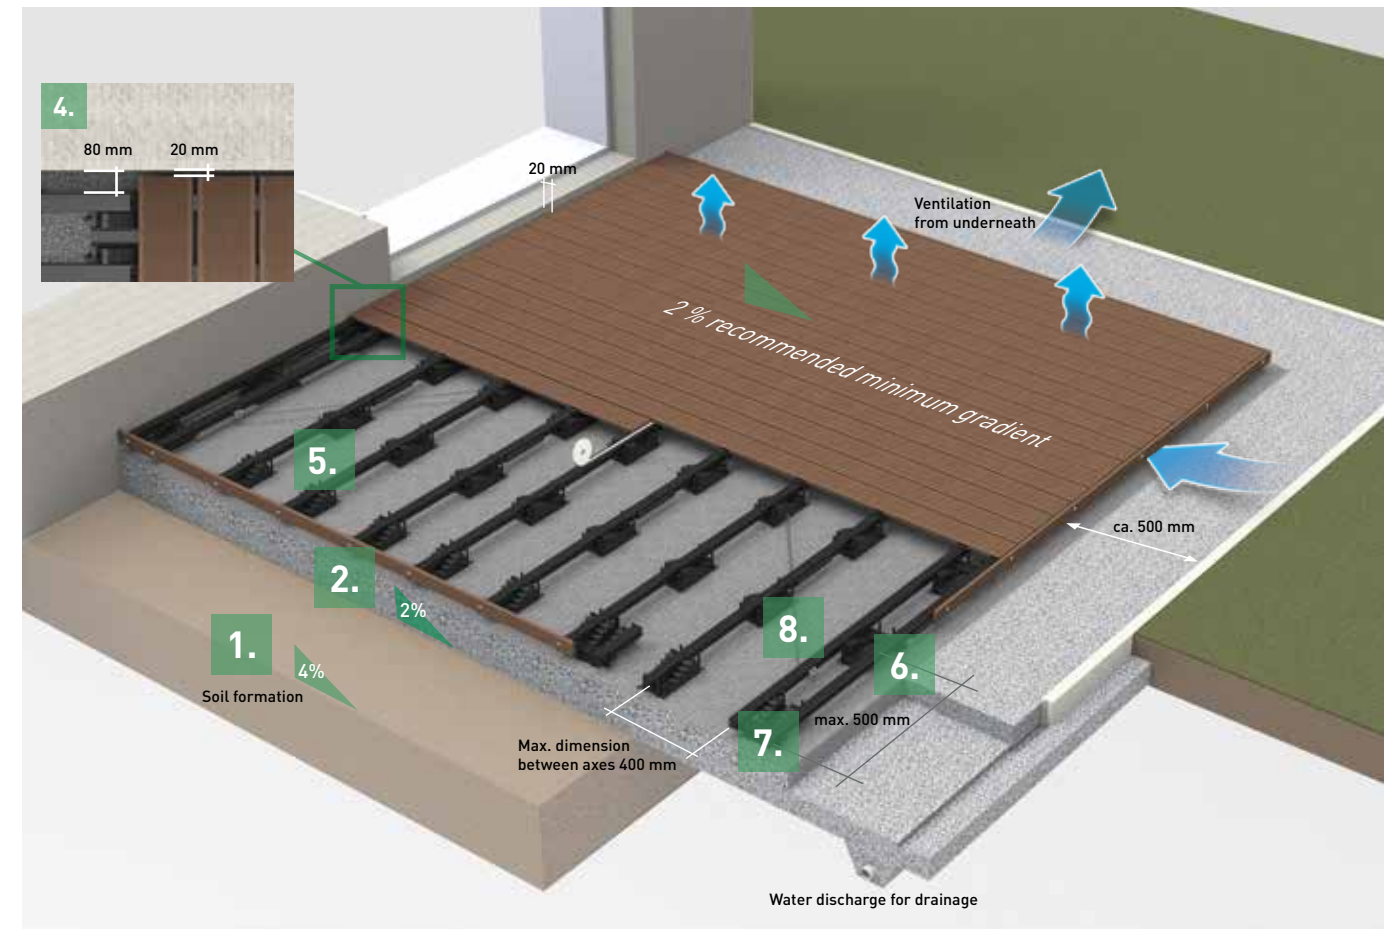 4.
80 mm
20 mm
20 mm
Ventilation
from underneath
2 % recommended minimum gradient
5.
ca. 500 mm
2.
2%
1.
4%
Soil formation
8.
6.
7.
max. 500 mm
Max. dimension
between axes 400 mm
Water discharge for drainage